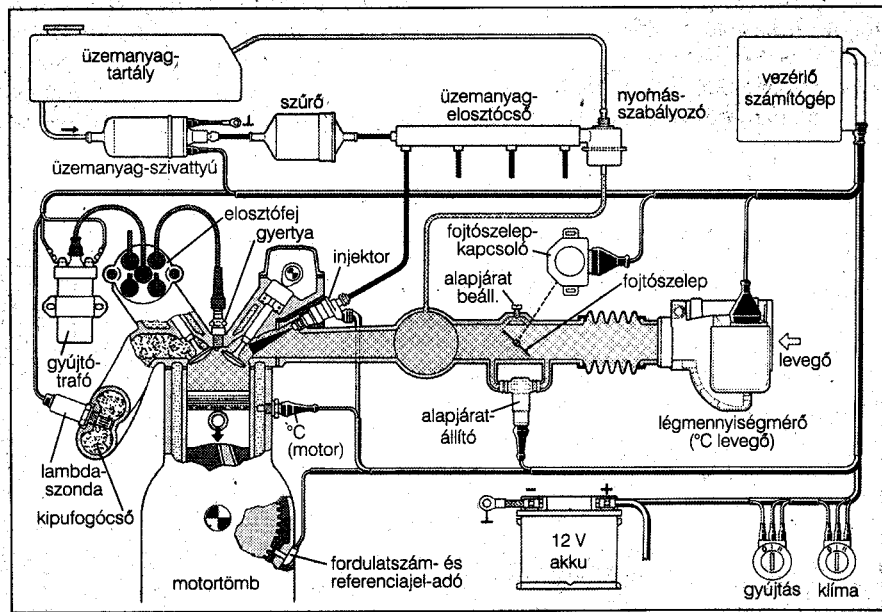 üzemanyag-
tartály
szűrő
üzemanyag-
elosztócső
nyomás-
szabályozó
vezérlő
számítógép
üzemanyag-szivattyú
elosztófej
gyertya
injektor
fojtószelep-
kapcsoló
alapjárat
beáll.
fojtószelep
gyújtó-
trafó
levegő
alapjárat-
állító
légmennyiségmérő
(°C levegő)
°C
(motor)
lambda-
szonda
kipufogócső
- +
12 V
akku
fordulatszám- és
referenciajel-adó
motortömb
gyújtás
klíma